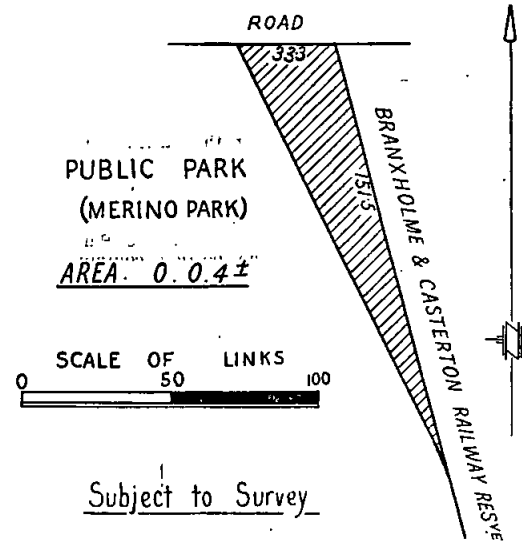 ROAD
333
1515
BRANXHOLME & CASTERTON RAILWAY RESVE
PUBLIC PARK
(MERINO PARK)
AREA. 0.0.4±
SCALE OF LINKS
0 50 100
Subject to Survey